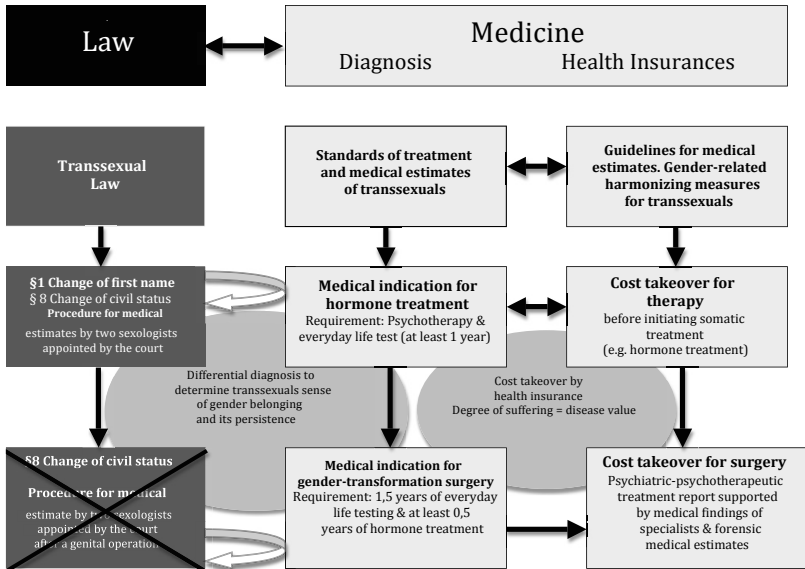 Law
Medicine
Diagnosis
Health Insurances
Transsexual
Law
Standards of treatment
and medical estimates
of transsexuals
Guidelines for medical
estimates. Gender-related
harmonizing measures
for transsexuals
§1 Change of first name
§ 8 Change of civil status
Procedure for medical
estimates by two sexologists
appointed by the court
Medical indication for
hormone treatment
Requirement: Psychotherapy &
everyday life test (at least 1 year)
Cost takeover for
therapy
before initiating somatic
treatment
(e.g. hormone treatment)
Differential diagnosis to
determine transsexuals sense
of gender belonging
and its persistence
Cost takeover by
health insurance
Degree of suffering = disease value
§8 Change of civil status
Procedure for medical
estimate by two sexologists
appointed by the court
after a genital operation
Medical indication for
gender-transformation surgery
Requirement: 1,5 years of everyday
life testing & at least 0,5
years of hormone treatment
Cost takeover for surgery
Psychiatric-psychotherapeutic
treatment report supported
by medical findings of
specialists & forensic
medical estimates